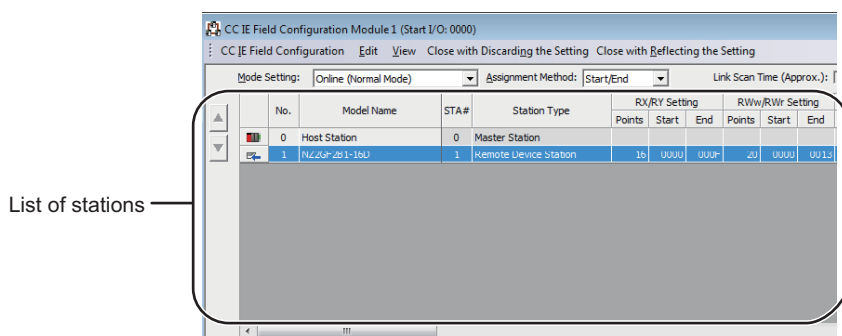 CC IE Field Configuration Module 1 (Start I/O: 0000)
CC IE Field Configuration Edit View Close with Discarding the Setting Close with Reflecting the Setting
Mode Setting: Online (Normal Mode) Assignment Method: Start/End Link Scan Time (Approx.):
No. Model Name STA# Station Type RX/RY Setting RWw/RWr Setting
Points Start End Points Start End
0 Host Station 0 Master Station
1 NZ2GF2B1-16D 1 Remote Device Station 16 0000 000F 20 0000 0013
List of stations